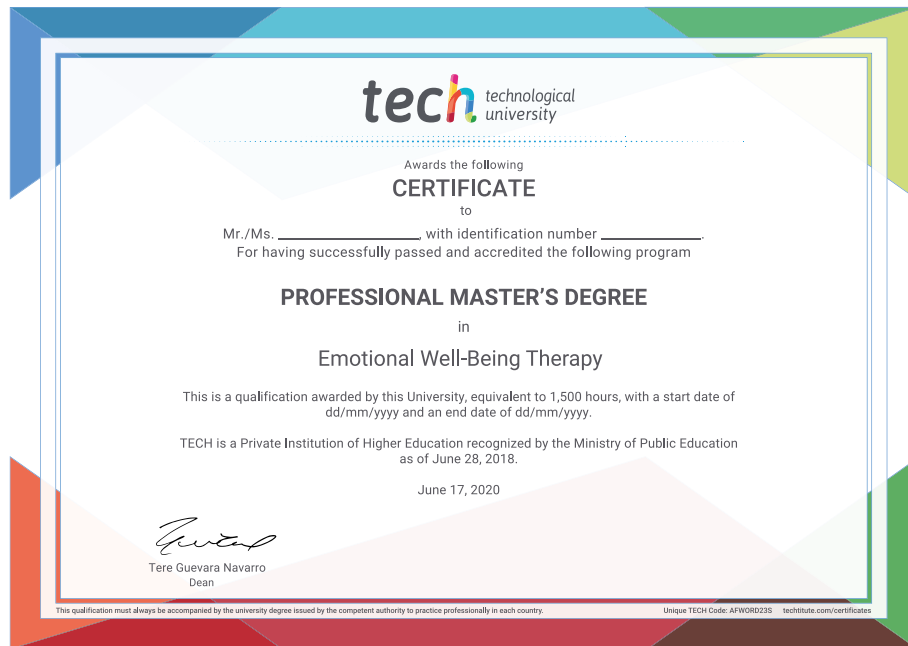 tech technological
university
Awards the following
CERTIFICATE
to
Mr./Ms. ____________________, with identification number ______________.
For having successfully passed and accredited the following program
PROFESSIONAL MASTER'S DEGREE
in
Emotional Well-Being Therapy
This is a qualification awarded by this University, equivalent to 1,500 hours, with a start date of
dd/mm/yyyy and an end date of dd/mm/yyyy.
TECH is a Private Institution of Higher Education recognized by the Ministry of Public Education
as of June 28, 2018.
June 17, 2020
Tere Guevara Navarro
Dean
This qualification must always be accompanied by the university degree issued by the competent authority to practice professionally in each country. Unique TECH Code: AFWORD23S techtitute.com/certificates